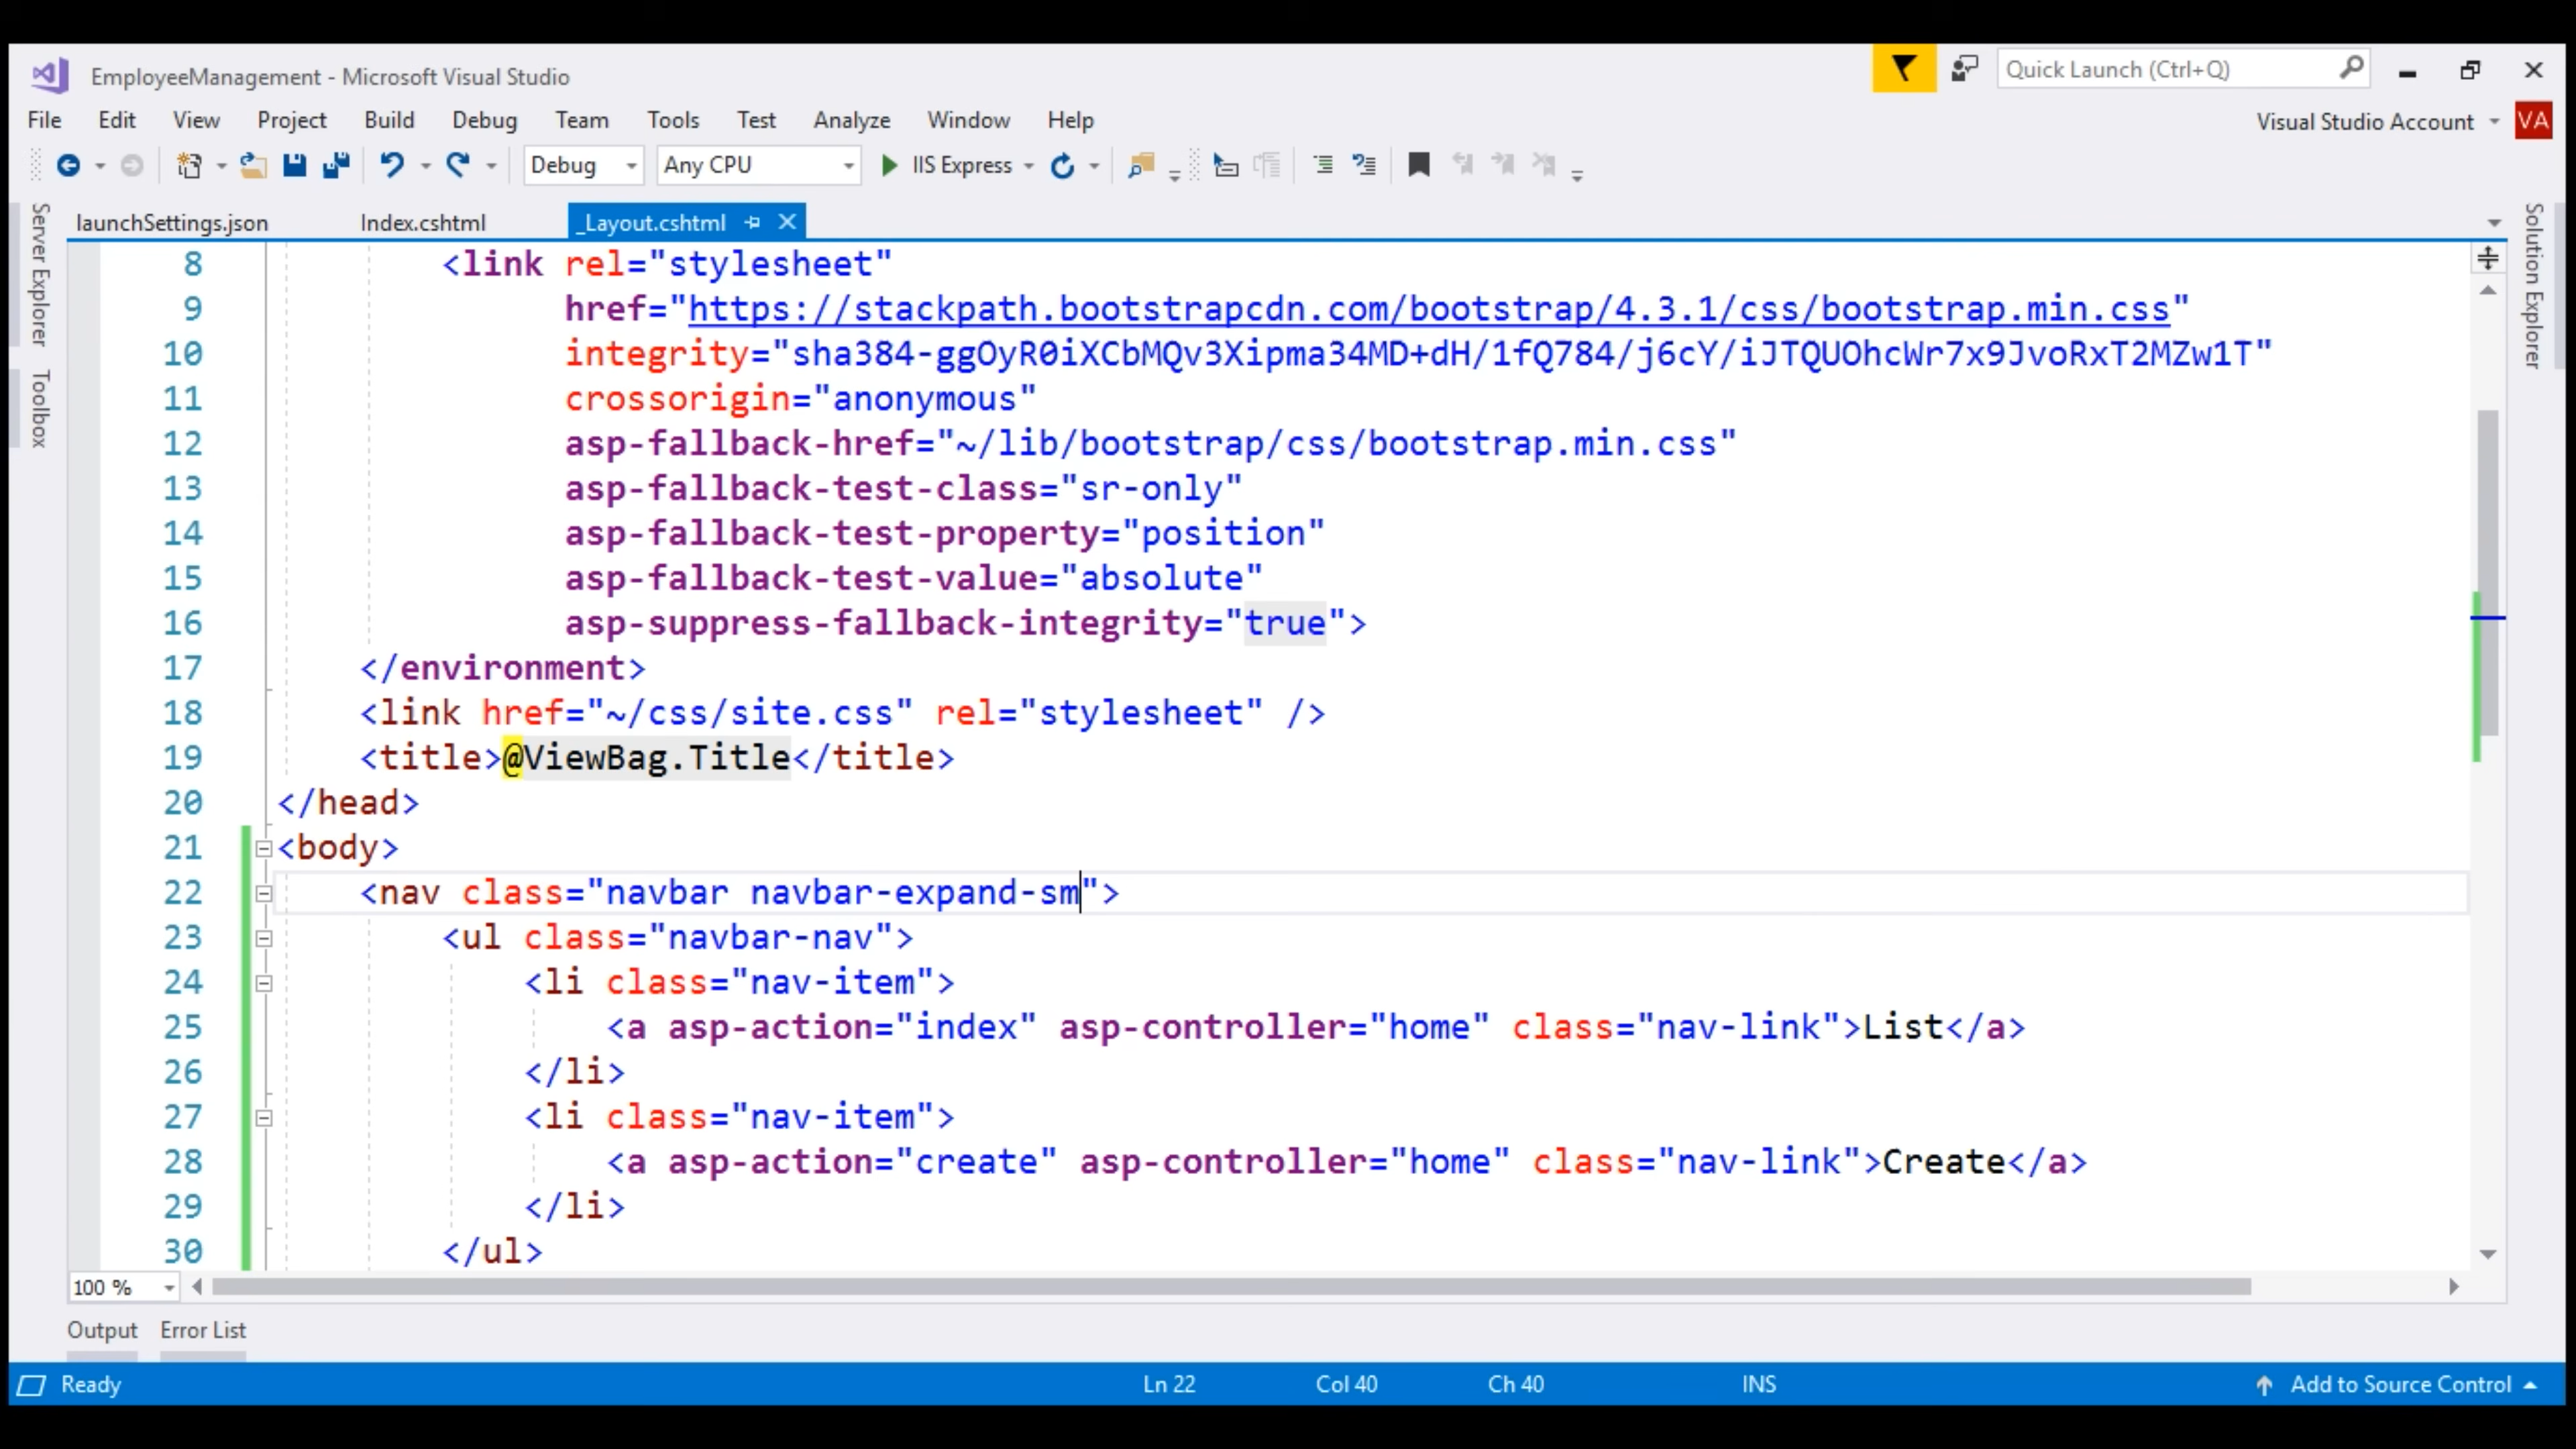 EmployeeManagement - Microsoft Visual Studio
Quick Launch (Ctrl+Q)
File Edit View Project Build Debug Team Tools Test Analyze Window Help
Visual Studio Account VA
Debug Any CPU IIS Express
Server Explorer
Toolbox
Solution Explorer
launchSettings.json Index.cshtml _Layout.cshtml
8 <link rel="stylesheet"
9 href="https://stackpath.bootstrapcdn.com/bootstrap/4.3.1/css/bootstrap.min.css"
10 integrity="sha384-ggOyR0iXCbMQv3Xipma34MD+dH/1fQ784/j6cY/iJTQUOhcWr7x9JvoRxT2MZw1T"
11 crossorigin="anonymous"
12 asp-fallback-href="~/lib/bootstrap/css/bootstrap.min.css"
13 asp-fallback-test-class="sr-only"
14 asp-fallback-test-property="position"
15 asp-fallback-test-value="absolute"
16 asp-suppress-fallback-integrity="true">
17 </environment>
18 <link href="~/css/site.css" rel="stylesheet" />
19 <title>@ViewBag.Title</title>
20 </head>
21 <body>
22 <nav class="navbar navbar-expand-sm">
23 <ul class="navbar-nav">
24 <li class="nav-item">
25 <a asp-action="index" asp-controller="home" class="nav-link">List</a>
26 </li>
27 <li class="nav-item">
28 <a asp-action="create" asp-controller="home" class="nav-link">Create</a>
29 </li>
30 </ul>
100 %
Output Error List
Ready Ln 22 Col 40 Ch 40 INS Add to Source Control